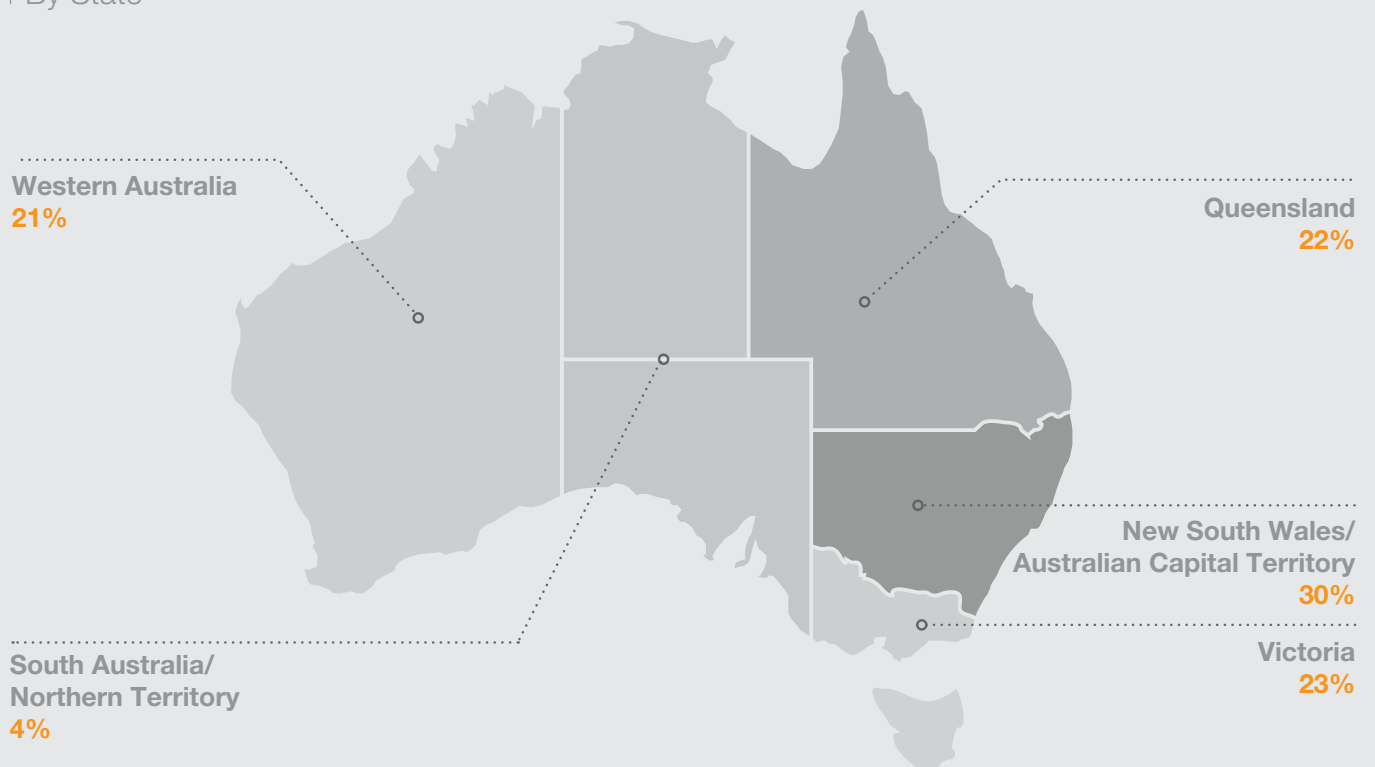 By State
Western Australia
21%
Queensland
22%
New South Wales/
Australian Capital Territory
30%
Victoria
23%
South Australia/
Northern Territory
4%